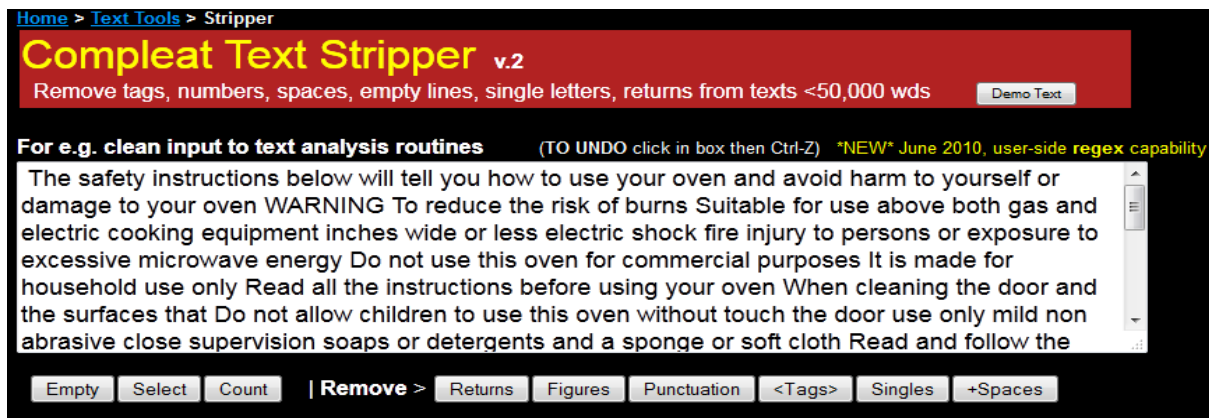 Home > Text Tools > Stripper
Compleat Text Stripper v.2
Remove tags, numbers, spaces, empty lines, single letters, returns from texts <50,000 wds Demo Text
For e.g. clean input to text analysis routines (TO UNDO click in box then Ctrl-Z) *NEW* June 2010, user-side regex capability
The safety instructions below will tell you how to use your oven and avoid harm to yourself or
damage to your oven WARNING To reduce the risk of burns Suitable for use above both gas and
electric cooking equipment inches wide or less electric shock fire injury to persons or exposure to
excessive microwave energy Do not use this oven for commercial purposes It is made for
household use only Read all the instructions before using your oven When cleaning the door and
the surfaces that Do not allow children to use this oven without touch the door use only mild non
abrasive close supervision soaps or detergents and a sponge or soft cloth Read and follow the
Empty Select Count | Remove > Returns Figures Punctuation <Tags> Singles +Spaces